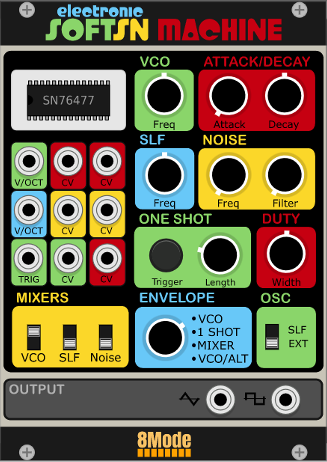 electronic
SOFTSN MACHINE
VCO
ATTACK/DECAY
SN76477
Freq
Attack
Decay
SLF
NOISE
V/OCT
CV
CV
Freq
Freq
Filter
V/OCT
CV
CV
ONE SHOT
DUTY
TRIG
CV
CV
Trigger
Length
Width
MIXERS
ENVELOPE
OSC
•VCO
•1 SHOT
•MIXER
•VCO/ALT
SLF
EXT
VCO
SLF
Noise
OUTPUT
8Mode